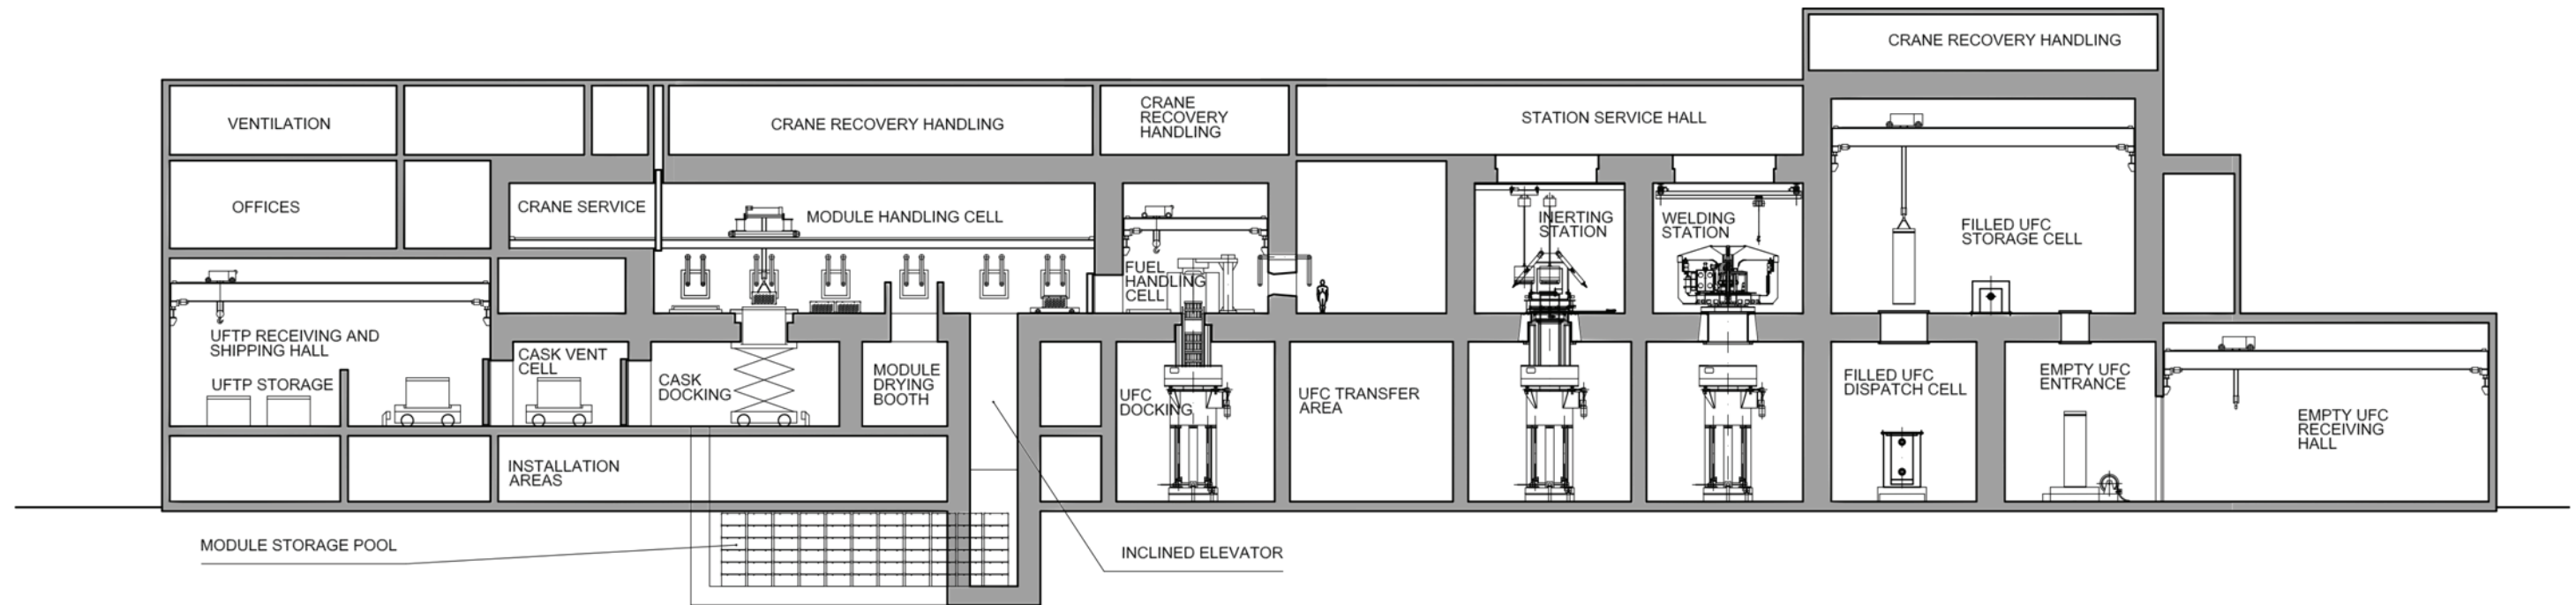 CRANE RECOVERY HANDLING
VENTILATION
CRANE RECOVERY HANDLING
CRANE
RECOVERY
HANDLING
STATION SERVICE HALL
OFFICES
CRANE SERVICE
MODULE HANDLING CELL
INERTING
STATION
WELDING
STATION
FILLED UFC
STORAGE CELL
FUEL
HANDLING
CELL
UFTP RECEIVING AND
SHIPPING HALL
UFTP STORAGE
CASK VENT
CELL
CASK
DOCKING
MODULE
DRYING
BOOTH
UFC
DOCKING
UFC TRANSFER
AREA
FILLED UFC
DISPATCH CELL
EMPTY UFC
ENTRANCE
EMPTY UFC
RECEIVING
HALL
INSTALLATION
AREAS
MODULE STORAGE POOL
INCLINED ELEVATOR